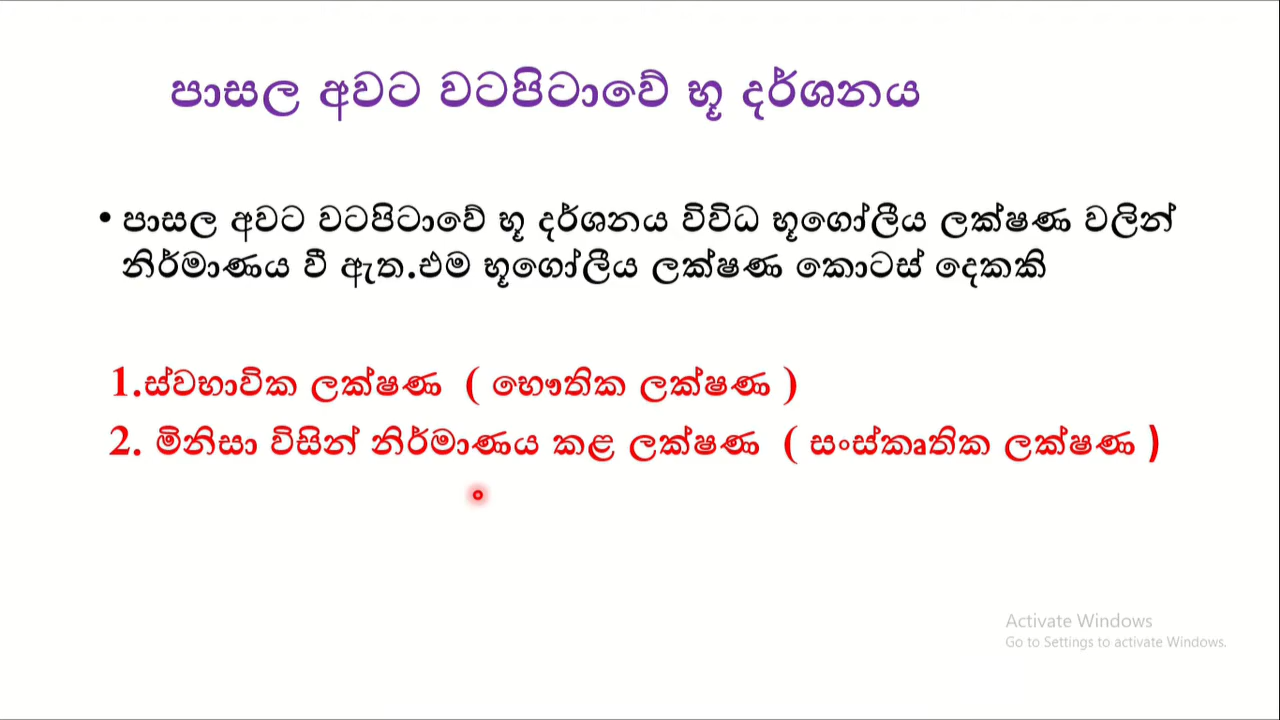 පාසල අවට වටපිටාවේ භූ දර්ශනය
• පාසල අවට වටපිටාවේ භූ දර්ශනය විවිධ භූගෝලීය ලක්ෂණ වලින්
නිර්මාණය වී ඇත.එම භූගෝලීය ලක්ෂණ කොටස් දෙකකි
1.ස්වභාවික ලක්ෂණ ( භෞතික ලක්ෂණ )
2. මිනිසා විසින් නිර්මාණය කළ ලක්ෂණ ( සංස්කෘතික ලක්ෂණ )
Activate Windows
Go to Settings to activate Windows.